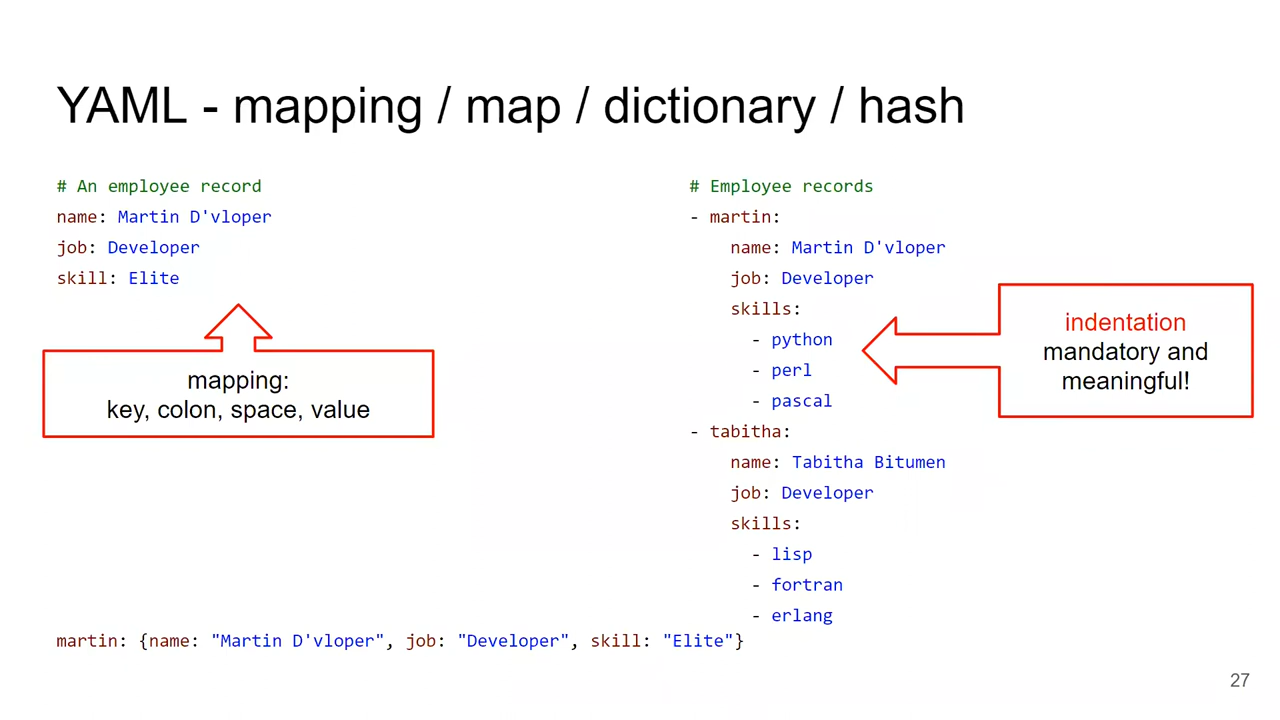 YAML - mapping / map / dictionary / hash
# An employee record
name: Martin D'vloper
job: Developer
skill: Elite
mapping:
key, colon, space, value
# Employee records
- martin:
    name: Martin D'vloper
    job: Developer
    skills:
      - python
      - perl
      - pascal
- tabitha:
    name: Tabitha Bitumen
    job: Developer
    skills:
      - lisp
      - fortran
      - erlang
indentation
mandatory and
meaningful!
martin: {name: "Martin D'vloper", job: "Developer", skill: "Elite"}
27